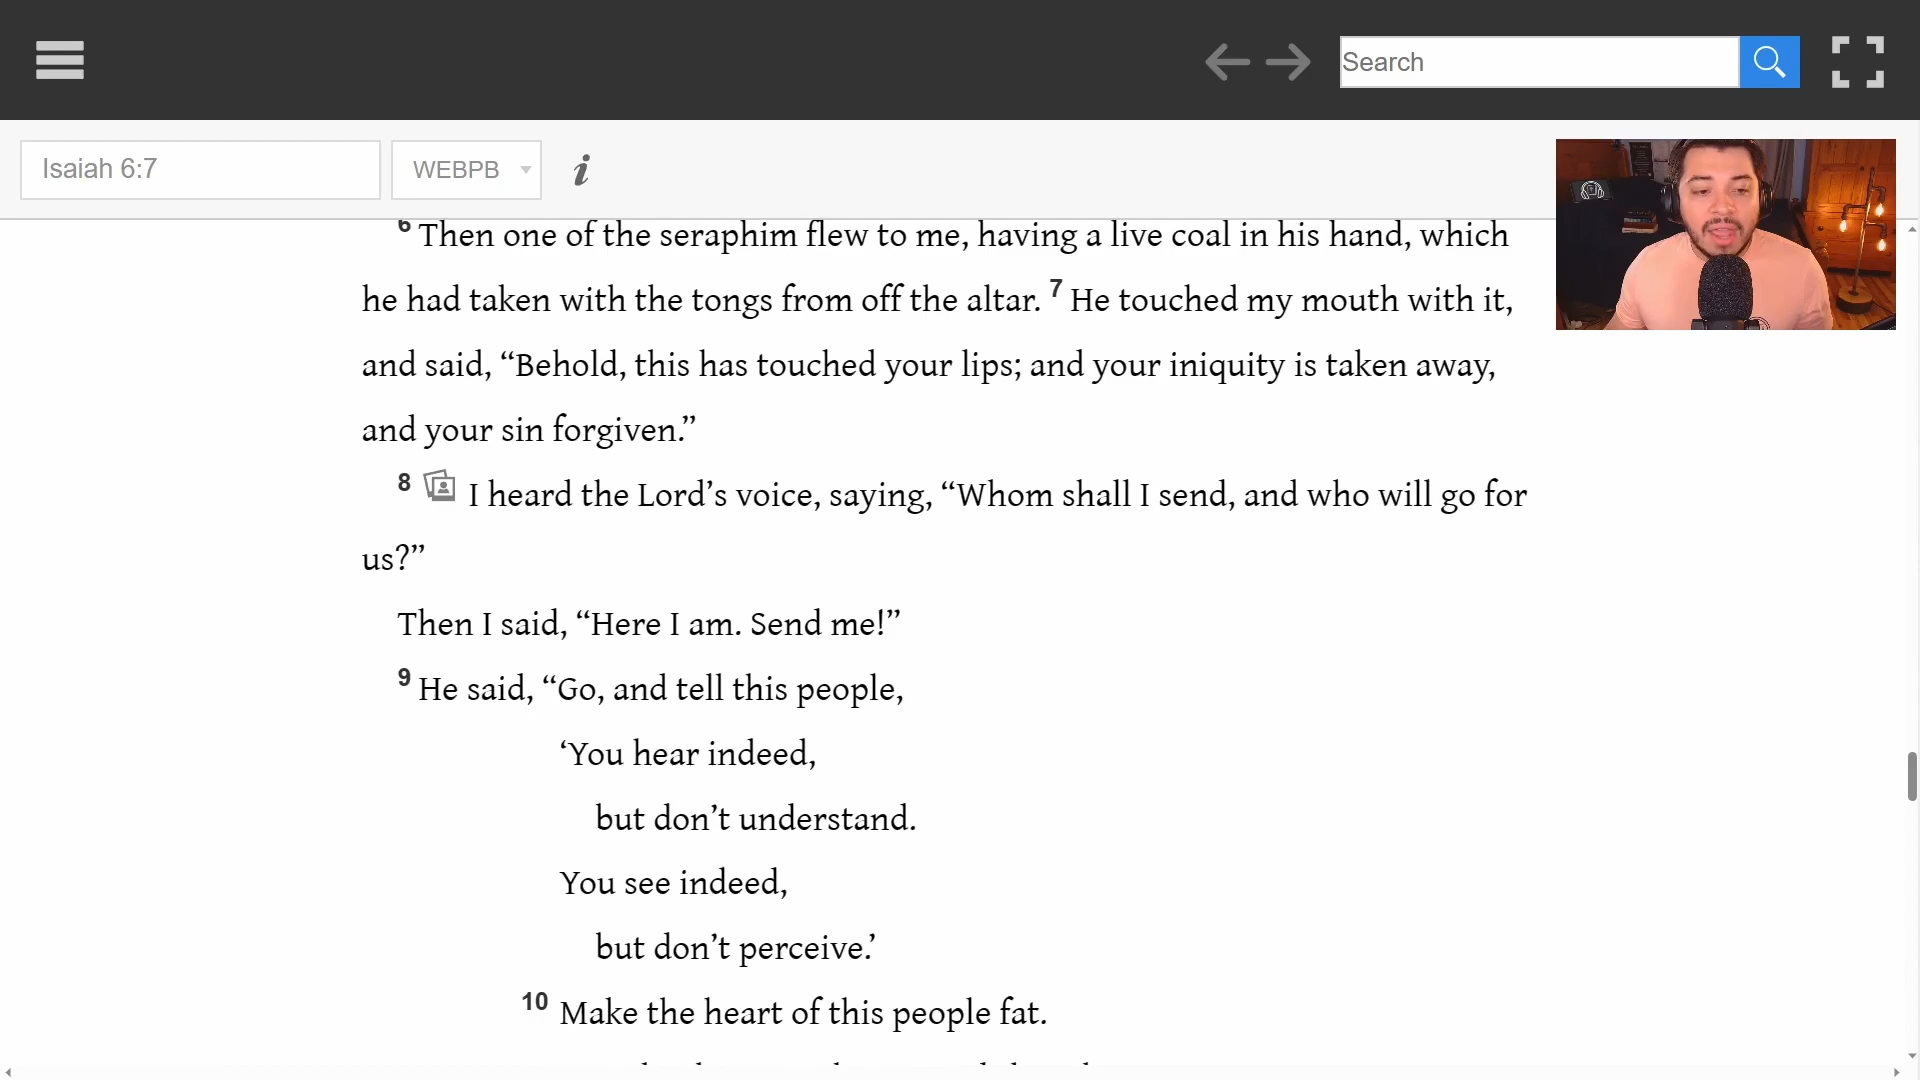 Search
Isaiah 6:7
WEBPB
i
6 Then one of the seraphim flew to me, having a live coal in his hand, which
he had taken with the tongs from off the altar. 7 He touched my mouth with it,
and said, “Behold, this has touched your lips; and your iniquity is taken away,
and your sin forgiven.”
8 I heard the Lord’s voice, saying, “Whom shall I send, and who will go for
us?”
Then I said, “Here I am. Send me!”
9 He said, “Go, and tell this people,
‘You hear indeed,
but don’t understand.
You see indeed,
but don’t perceive.’
10 Make the heart of this people fat.